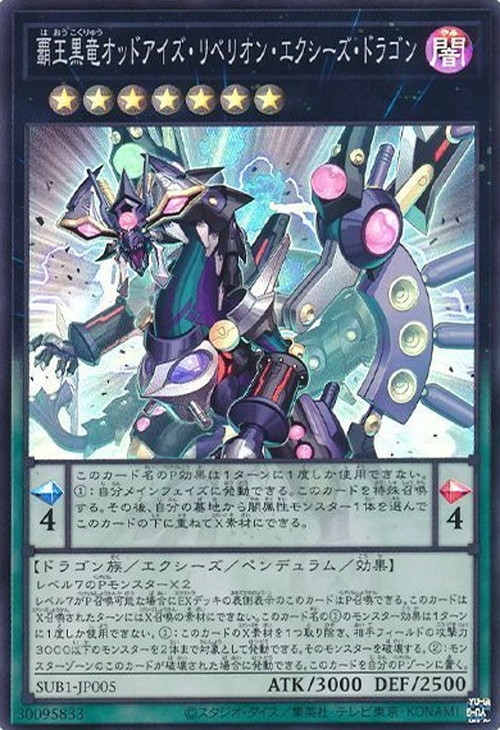 覇王黒竜オッドアイズ・リベリオン・エクシーズ・ドラゴン
闇
このカード名のP効果は1ターンに1度しか使用できない。
①:自分メインフェイズに発動できる。このカードを特殊召喚
する。その後、自分の墓地から闇属性モンスター1体を選んで
このカードの下に重ねてX素材にできる。
4
4
【ドラゴン族/エクシーズ/ペンデュラム/効果】
レベル7のPモンスター×2
レベル7がP召喚可能な場合にEXデッキの表側表示のこのカードはP召喚できる。このカードは
X召喚されたターンにはX召喚の素材にできない。このカード名の①のモンスター効果は1ターン
に1度しか使用できない。①:このカードのX素材を1つ取り除き、相手フィールドの攻撃力
3000以下のモンスターを2体まで対象として発動できる。そのモンスターを破壊する。②:モ
ンスターゾーンのこのカードが破壊された場合に発動できる。このカードを自分のPゾーンに置く。
SUB1-JP005
ATK/3000 DEF/2500
30095833
©スタジオ・ダイス/集英社・テレビ東京・KONAMI